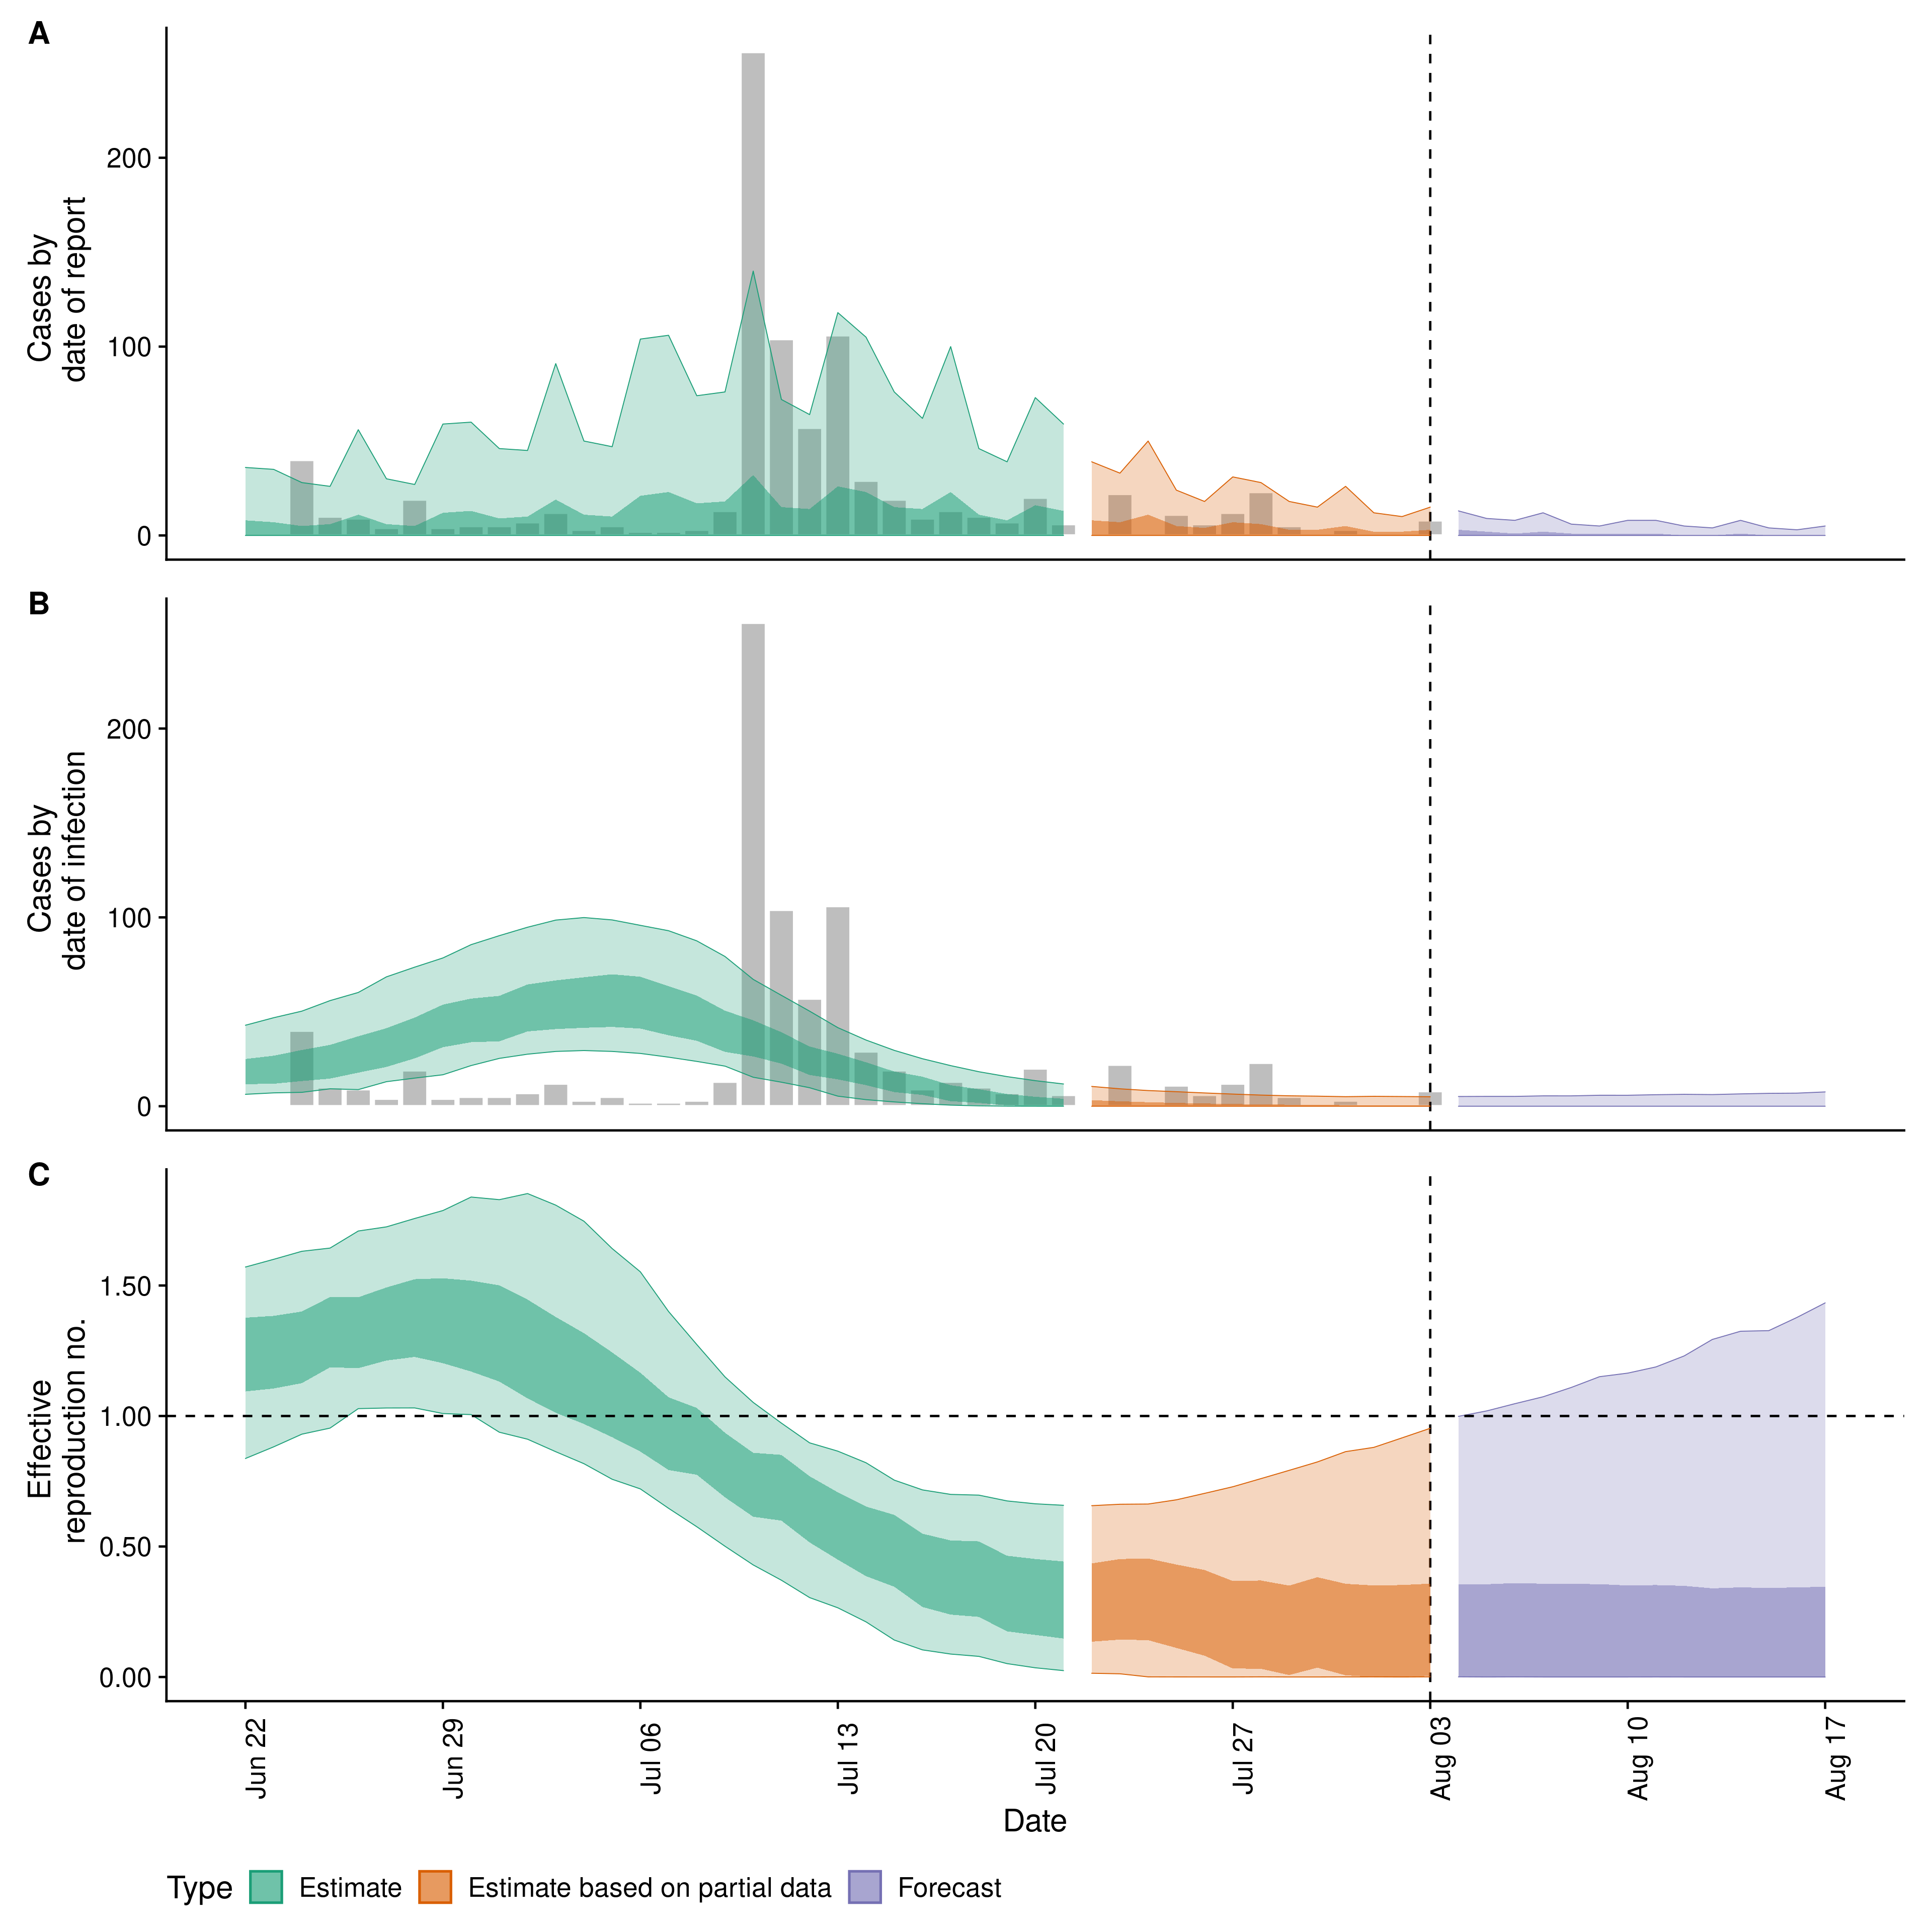 A
Cases by
date of report
200
100
0
B
Cases by
date of infection
200
100
0
C
Effective
reproduction no.
1.50
1.00
0.50
0.00
Jun 22
Jun 29
Jul 06
Jul 13
Jul 20
Jul 27
Aug 03
Aug 10
Aug 17
Date
Type Estimate Estimate based on partial data Forecast